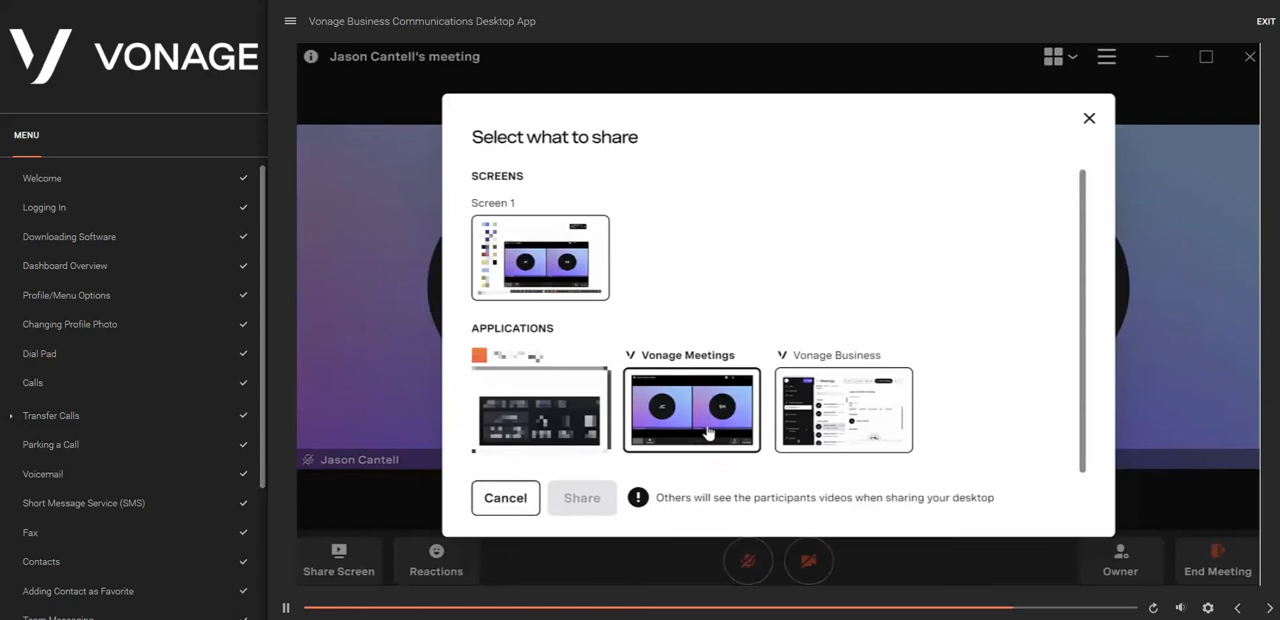 VONAGE
MENU
Welcome
Logging In
Downloading Software
Dashboard Overview
Profile/Menu Options
Changing Profile Photo
Dial Pad
Calls
Transfer Calls
Parking a Call
Voicemail
Short Message Service (SMS)
Fax
Contacts
Adding Contact as Favorite
Team Messaging
Vonage Business Communications Desktop App
EXIT
Jason Cantell's meeting
Select what to share
SCREENS
Screen 1
APPLICATIONS
Vonage Meetings
Vonage Business
Cancel
Share
Others will see the participants videos when sharing your desktop
Jason Cantell
Share Screen
Reactions
Owner
End Meeting